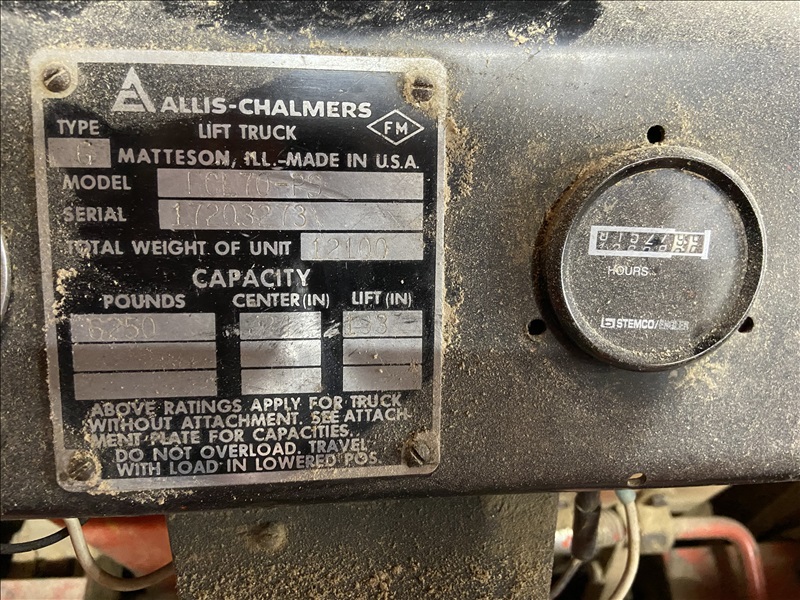 ALLIS-CHALMERS
LIFT TRUCK
FM
TYPE
G
MATTESON, ILL.-MADE IN U.S.A.
MODEL
SERIAL 17203273
TOTAL WEIGHT OF UNIT 12100
CAPACITY
POUNDS CENTER (IN) LIFT (IN)
6250
ABOVE RATINGS APPLY FOR TRUCK
WITHOUT ATTACHMENT. SEE ATTACH-
MENT PLATE FOR CAPACITIES.
DO NOT OVERLOAD. TRAVEL
WITH LOAD IN LOWERED POS.
HOURS
STEMCO/ENGLER